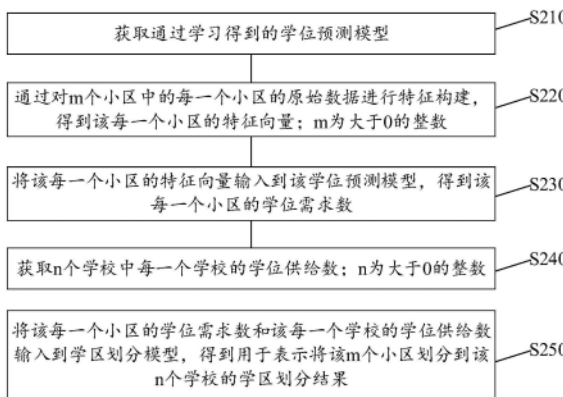 获取通过学习得到的学位预测模型
S210
通过对m个小区中的每一个小区的原始数据进行特征构建，
得到该每一个小区的特征向量；m为大于0的整数
S220
将该每一个小区的特征向量输入到该学位预测模型，得到该
每一个小区的学位需求数
S230
获取n个学校中每一个学校的学位供给数；n为大于0的整数
S240
将该每一个小区的学位需求数和该每一个学校的学位供给数
输入到学区划分模型，得到用于表示将该m个小区划分到该
n个学校的学区划分结果
S250